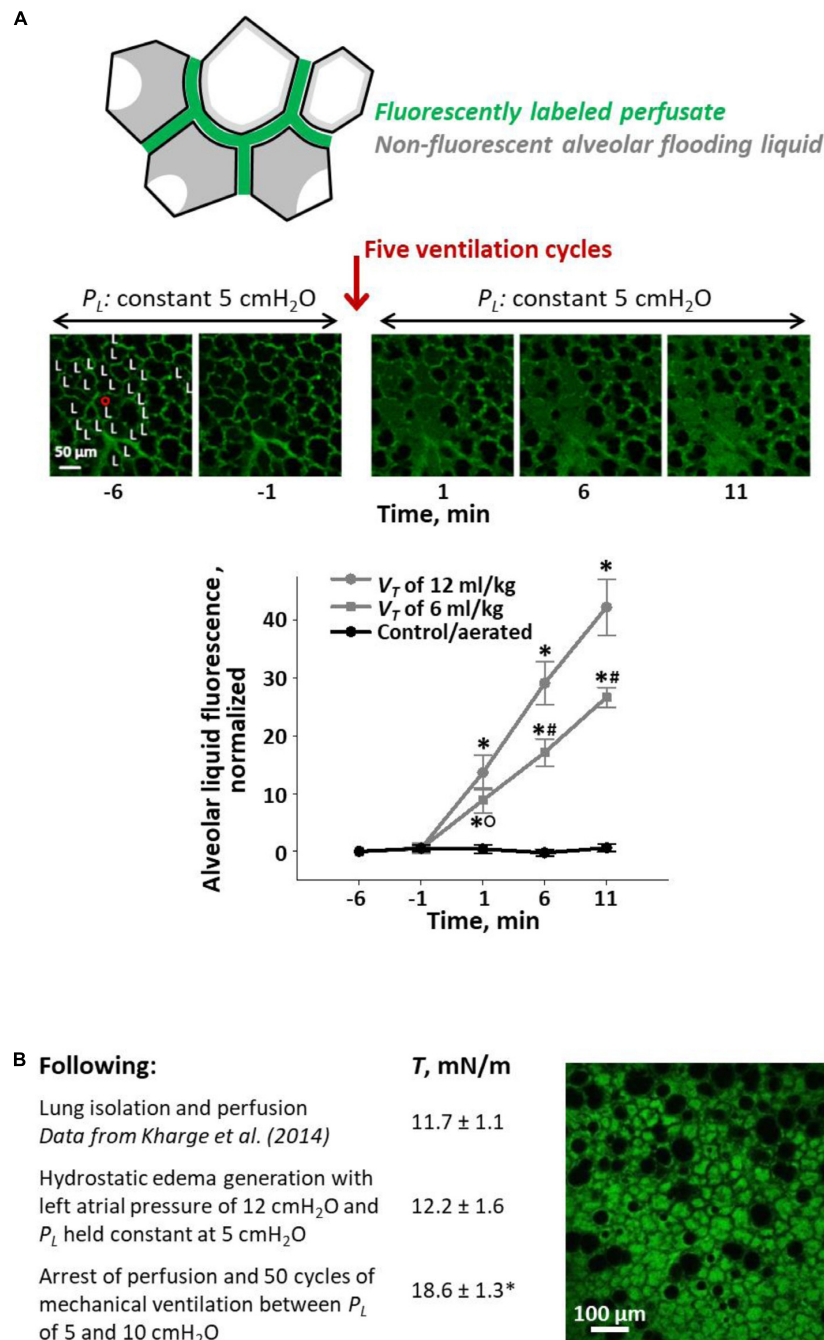 A
Fluorescently labeled perfusate
Non-fluorescent alveolar flooding liquid
Five ventilation cycles
P_L: constant 5 cmH₂O
P_L: constant 5 cmH₂O
L
L
L L L L L L
L L L L L L
L L L
L L L L
L L L
L L
L
50 µm
-6 -1 1 6 11
Time, min
Alveolar liquid fluorescence,
normalized
V_T of 12 ml/kg
V_T of 6 ml/kg
Control/aerated
40
30
20
10
0
*
*
*
*#
*#
*O
-6 -1 1 6 11
Time, min
B
Following: T, mN/m
Lung isolation and perfusion
Data from Kharge et al. (2014)
11.7 ± 1.1
Hydrostatic edema generation with
left atrial pressure of 12 cmH₂O and
P_L held constant at 5 cmH₂O
12.2 ± 1.6
Arrest of perfusion and 50 cycles of
mechanical ventilation between P_L
of 5 and 10 cmH₂O
18.6 ± 1.3*
100 µm